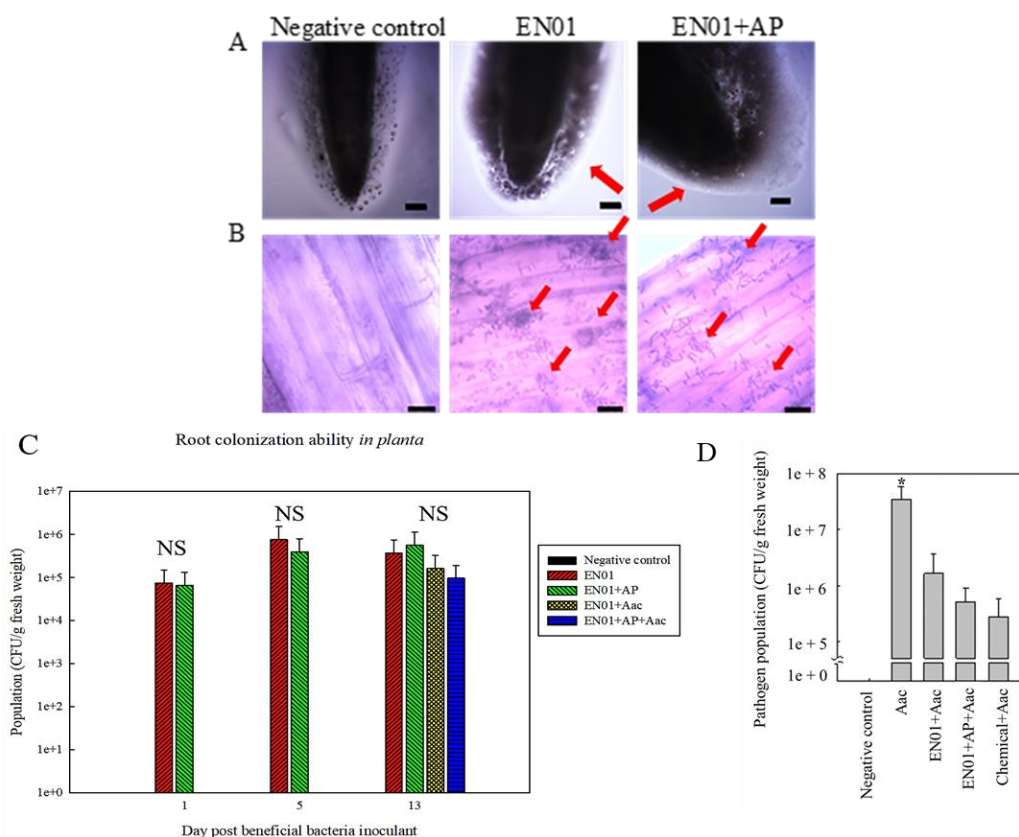 Negative control EN01 EN01+AP
A
B
C
Root colonization ability in planta
Population (CFU/g fresh weight)
1e+7
1e+6
1e+5
1e+4
1e+3
1e+2
1e+1
1e+0
NS
NS
NS
1 5 13
Day post beneficial bacteria inoculant
Negative control
EN01
EN01+AP
EN01+Aac
EN01+AP+Aac
D
Pathogen population (CFU/g fresh weight)
1e + 8
1e + 7
1e + 6
1e + 5
1e + 0
*
Negative control
Aac
EN01+Aac
EN01+AP+Aac
Chemical+Aac